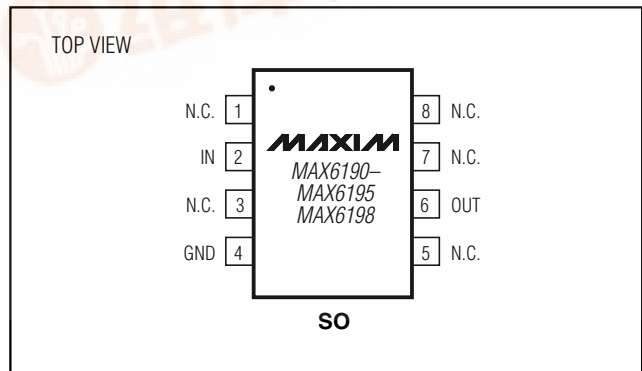 TOP VIEW
N.C. 1
8 N.C.
MAXIM
IN 2
7 N.C.
MAX6190–
MAX6195
MAX6198
N.C. 3
6 OUT
GND 4
5 N.C.
SO